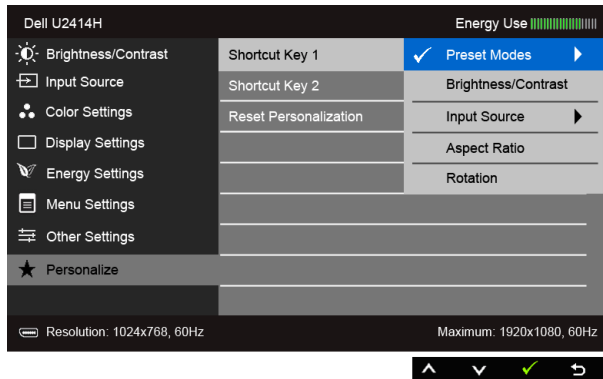 Dell U2414H Energy Use
Brightness/Contrast Shortcut Key 1 Preset Modes
Input Source Shortcut Key 2 Brightness/Contrast
Color Settings Reset Personalization Input Source
Display Settings Aspect Ratio
Energy Settings Rotation
Menu Settings
Other Settings
Personalize
Resolution: 1024x768, 60Hz Maximum: 1920x1080, 60Hz